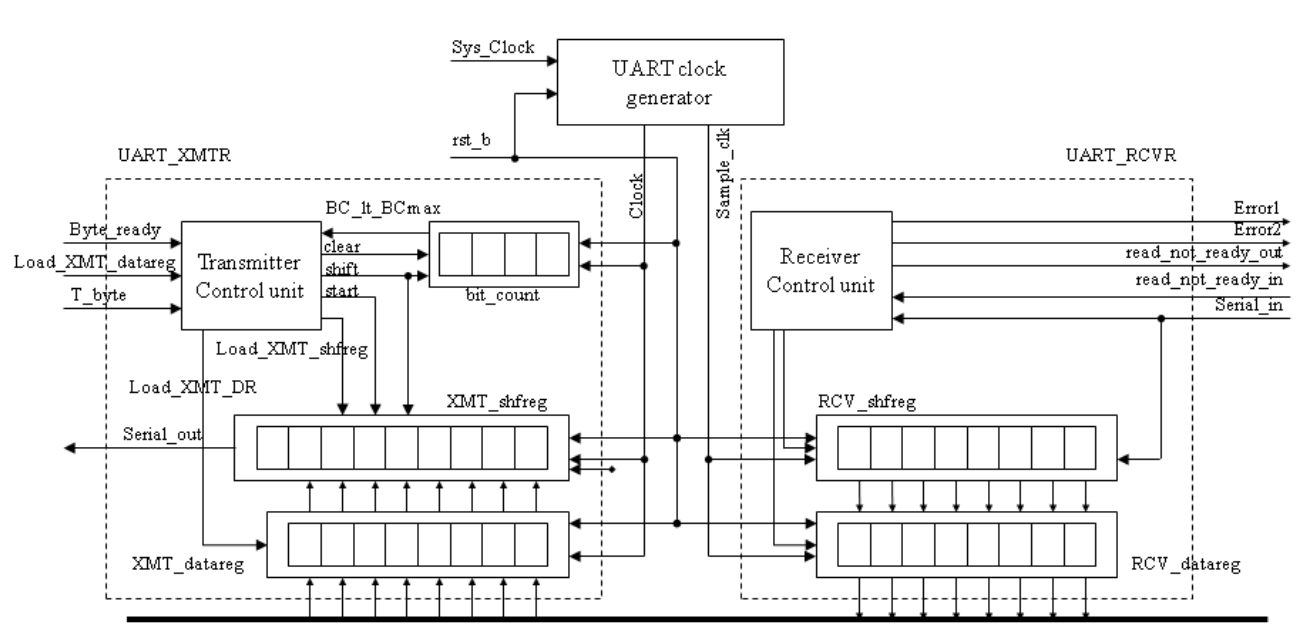 Sys_Clock
UART clock
generator
rst_b
UART_XMTR
Clock
Sample_clk
UART_RCVR
Byte_ready
Load_XMT_datareg
T_byte
Transmitter
Control unit
BC_lt_BCmax
clear
shift
start
bit_count
Load_XMT_shfreg
Load_XMT_DR
XMT_shfreg
Serial_out
XMT_datareg
Receiver
Control unit
Error1
Error2
read_not_ready_out
read_not_ready_in
Serial_in
RCV_shfreg
RCV_datareg